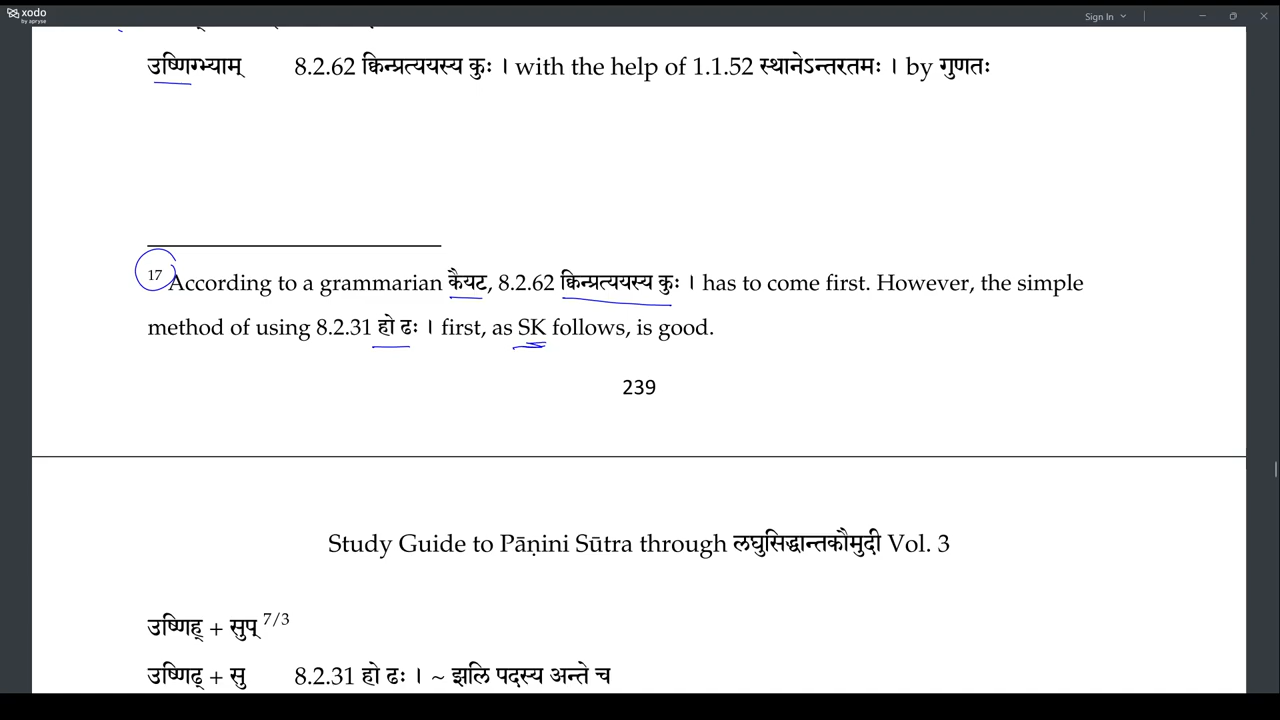 xodo
by apryse
Sign In
उष्णिग्भ्याम् 8.2.62 क्विन्प्रत्ययस्य कुः । with the help of 1.1.52 स्थानेऽन्तरतमः । by गुणतः
17 According to a grammarian कैयट, 8.2.62 क्विन्प्रत्ययस्य कुः । has to come first. However, the simple
method of using 8.2.31 हो ढः । first, as SK follows, is good.
239
Study Guide to Pāṇini Sūtra through लघुसिद्धान्तकौमुदी Vol. 3
उष्णिह् + सुप् 7/3
उष्णिढ् + सु 8.2.31 हो ढः । ~ झलि पदस्य अन्ते च